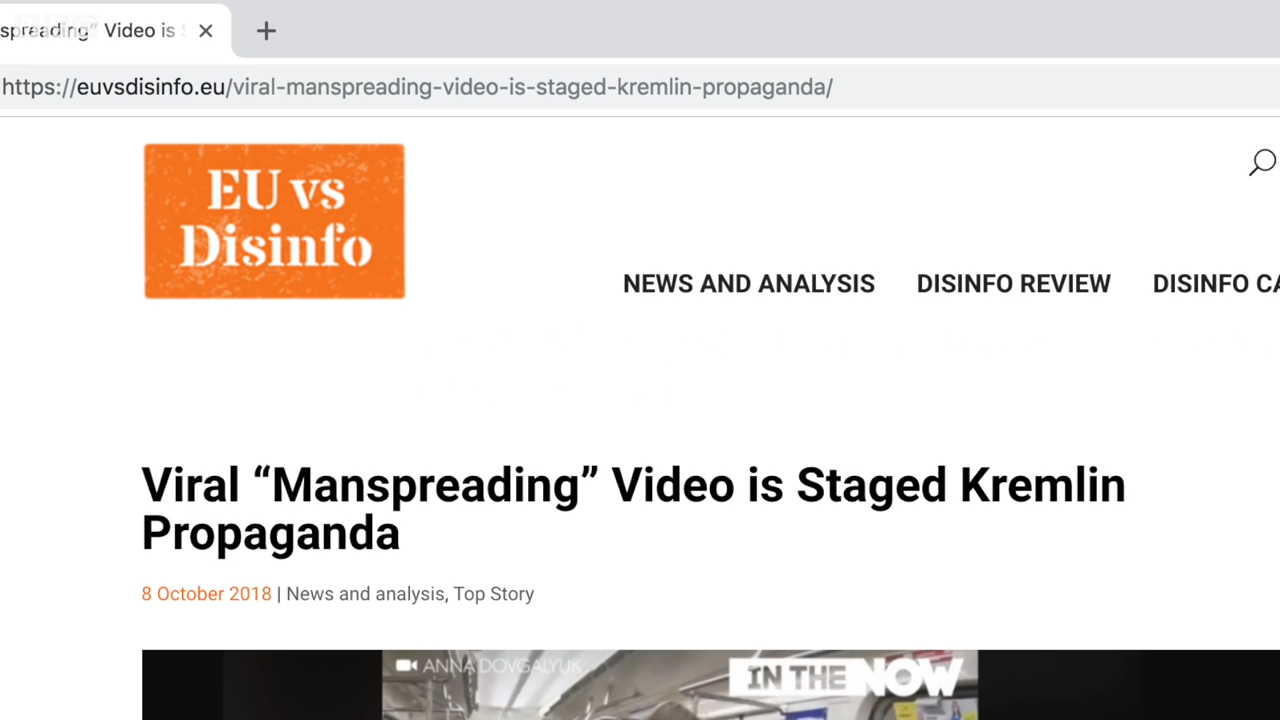 spreading” Video is
https://euvsdisinfo.eu/viral-manspreading-video-is-staged-kremlin-propaganda/
EU vs
Disinfo
NEWS AND ANALYSIS DISINFO REVIEW DISINFO CA
Viral “Manspreading” Video is Staged Kremlin
Propaganda
8 October 2018 | News and analysis, Top Story
ANNA DOVGALYUK IN THE NOW